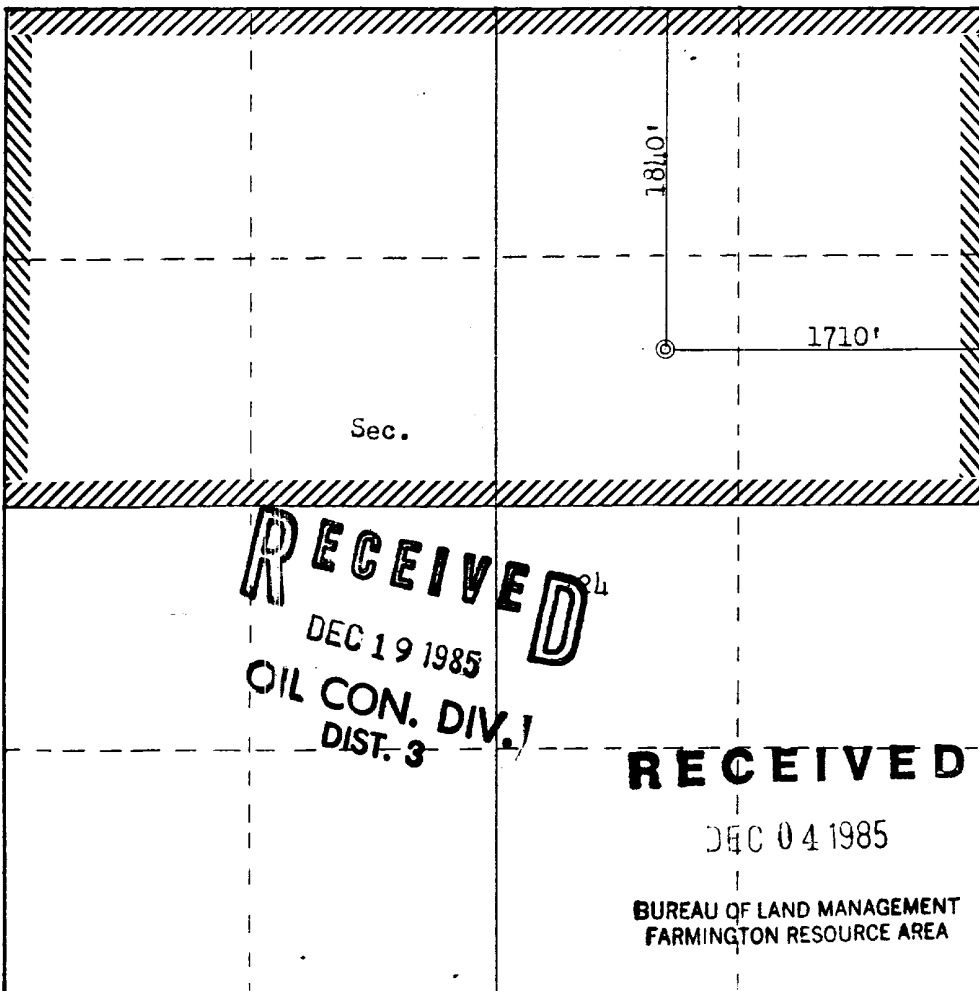 1840'
1710'
Sec.
RECEIVED
24
DEC 19 1985
OIL CON. DIV.
DIST. 3
RECEIVED
DEC 04 1985
BUREAU OF LAND MANAGEMENT
FARMINGTON RESOURCE AREA